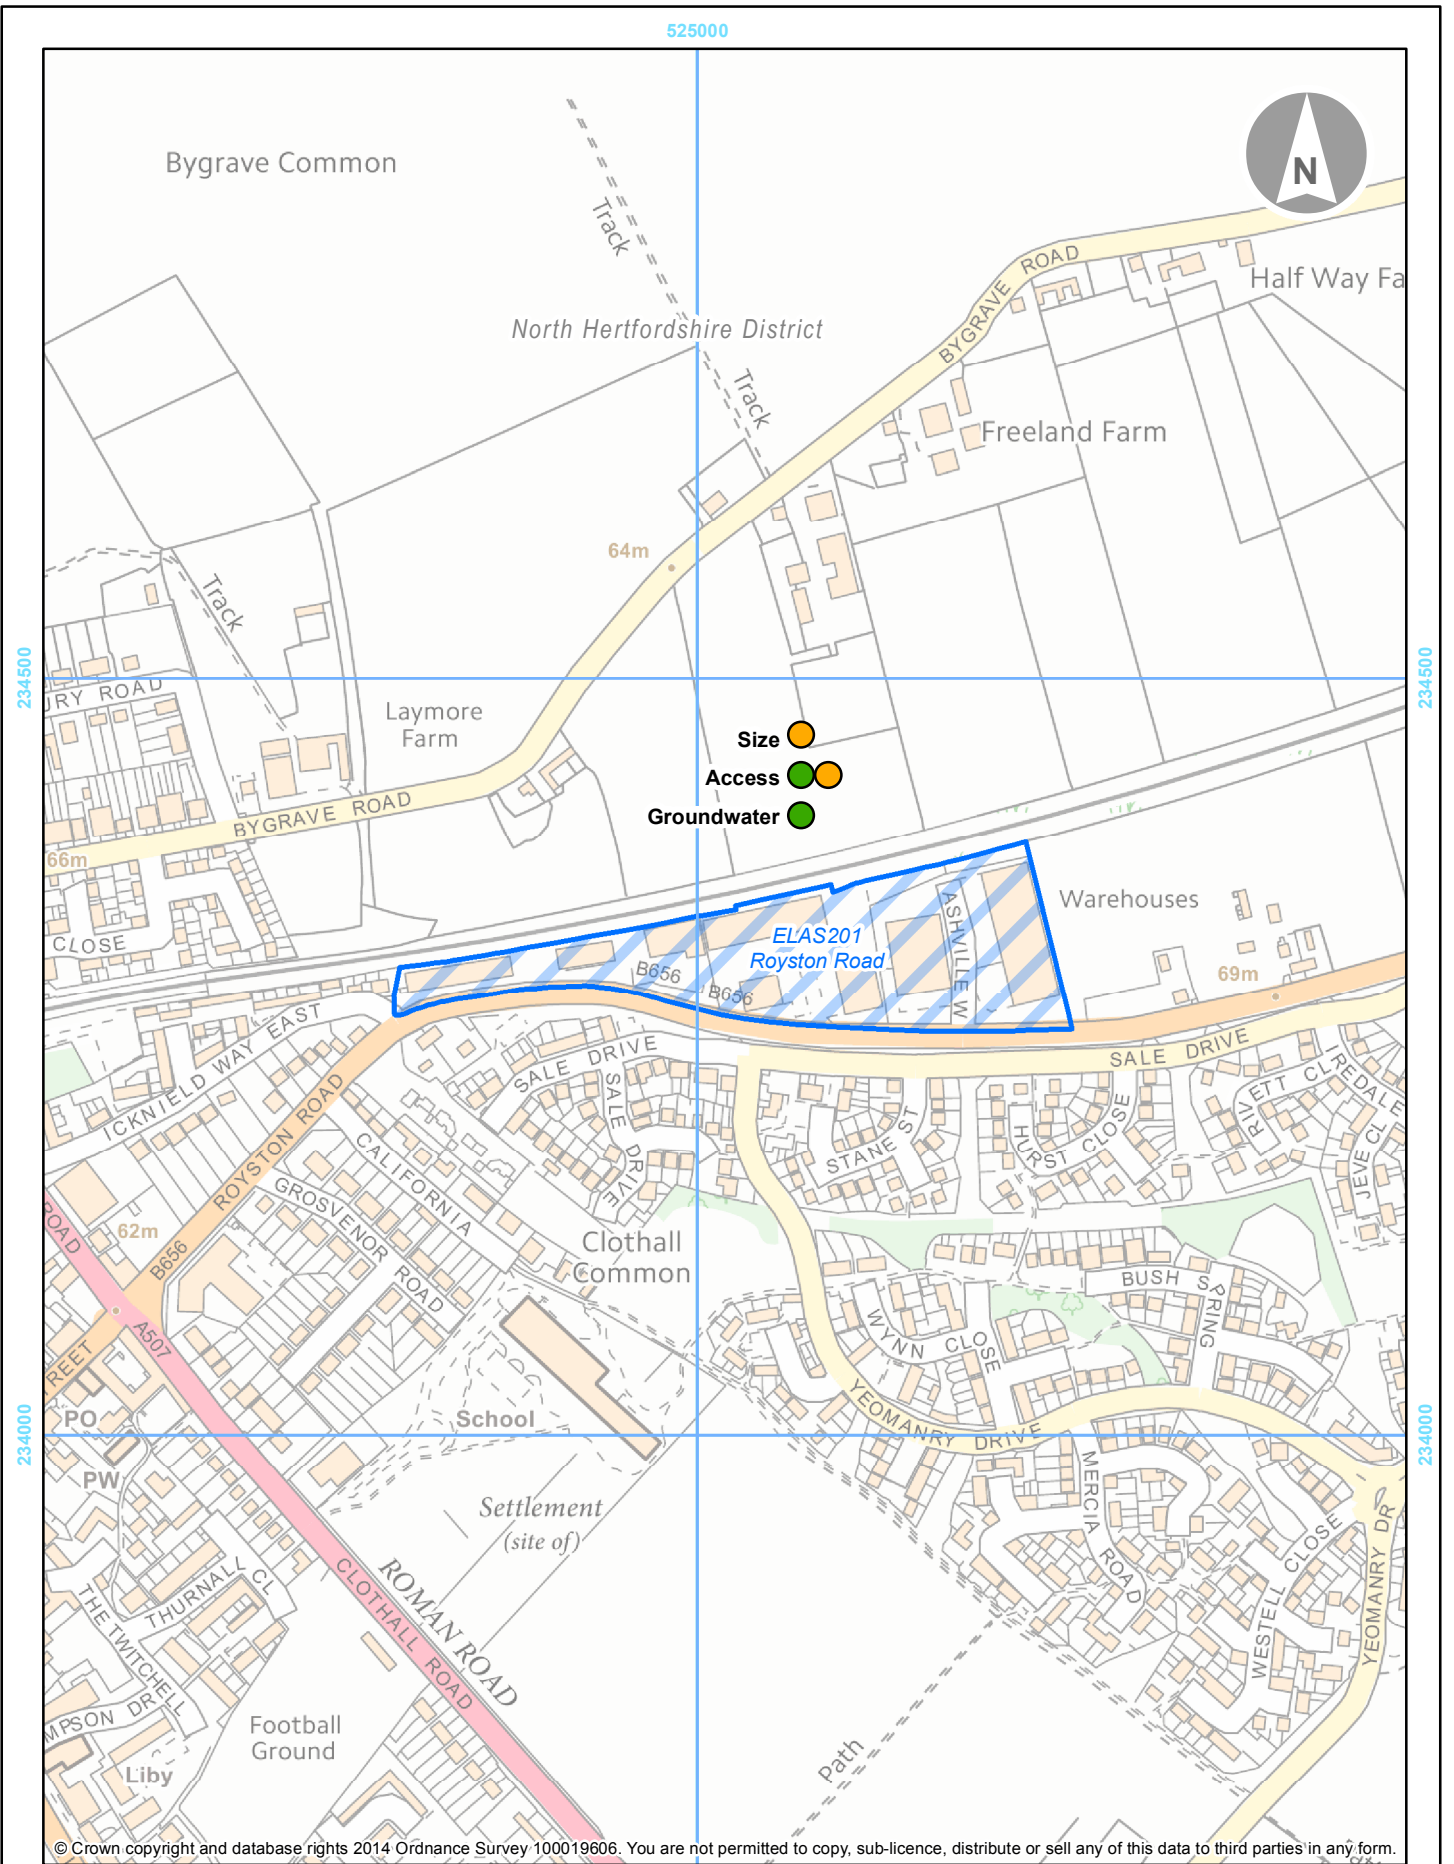 525000
N
Bygrave Common
Track
BYGRAVE ROAD
Half Way Fa
North Hertfordshire District
Track
Freeland Farm
64m
Track
234500
234500
URY ROAD
Laymore
Farm
Size
Access
Groundwater
BYGRAVE ROAD
66m
Warehouses
CLOSE
ELAS201
Royston Road
ASHVILLE W
B656
B656
69m
ICKNIELD WAY EAST
SALE DRIVE
SALE DRIVE
SALE DRIVE
RIVETT CL
IREDALE
JEVE CL
ROYSTON ROAD
CALIFORNIA
STANE ST
HURST CLOSE
GROSVENOR ROAD
ROAD
62m
B656
Clothall
Common
BUSH SPRING
WYNN CLOSE
A507
TREET
PO
School
YEOMANRY DRIVE
234000
234000
PW
MERCIA ROAD
Settlement
(site of)
YEOMANRY DR
WESTELL CLOSE
THURNALL CL
THE TWITCHELL
CLOTHALL ROAD
ROMAN ROAD
MPSON DR
Football
Ground
Path
Liby
© Crown copyright and database rights 2014 Ordnance Survey 100019606. You are not permitted to copy, sub-licence, distribute or sell any of this data to third parties in any form.